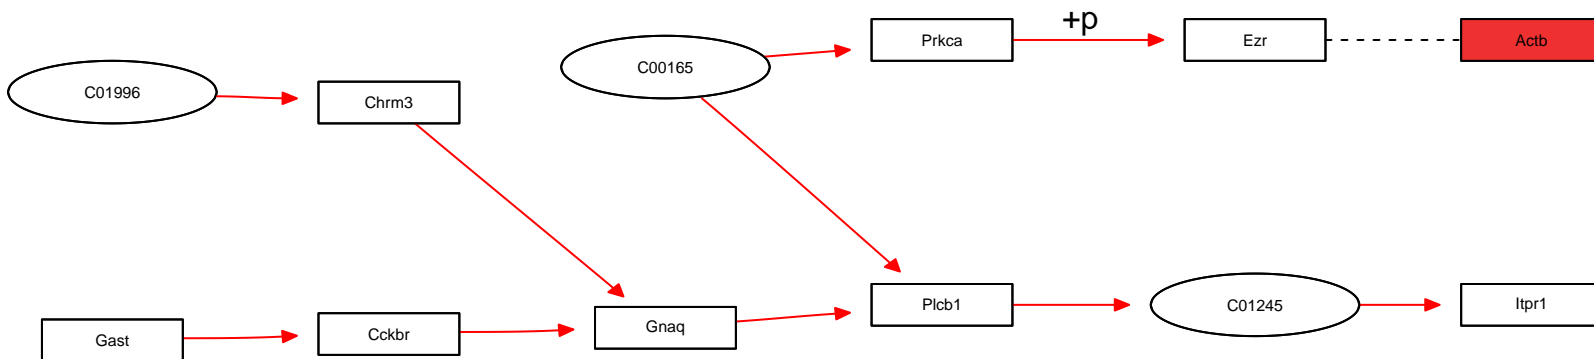 +p
Prkca
Ezr
Actb
C00165
C01996
Chrm3
Plcb1
C01245
Itpr1
Gnaq
Cckbr
Gast